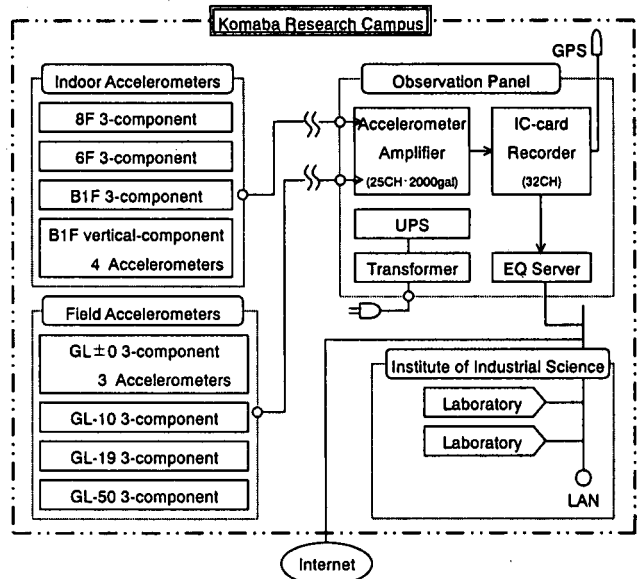 Komaba Research Campus
GPS
Indoor Accelerometers
8F 3-component
6F 3-component
B1F 3-component
B1F vertical-component
4 Accelerometers
Field Accelerometers
GL±0 3-component
3 Accelerometers
GL-10 3-component
GL-19 3-component
GL-50 3-component
Observation Panel
Accelerometer
Amplifier
(25CH·2000gal)
IC-card
Recorder
(32CH)
UPS
Transformer
EQ Server
Institute of Industrial Science
Laboratory
Laboratory
LAN
Internet